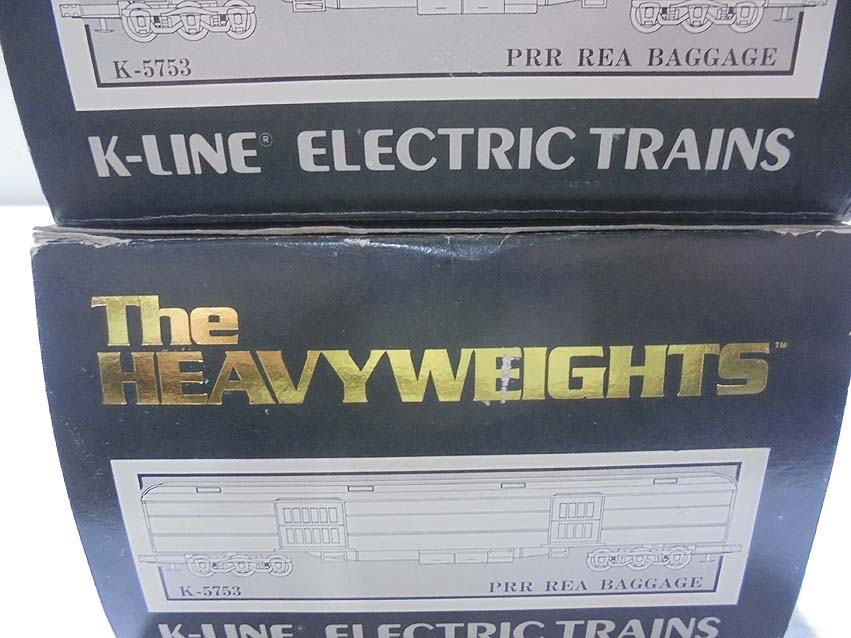 K-5753 PRR REA BAGGAGE
K-LINE® ELECTRIC TRAINS
The
HEAVYWEIGHTS™
K-5753 PRR REA BAGGAGE
K-LINE® ELECTRIC TRAINS